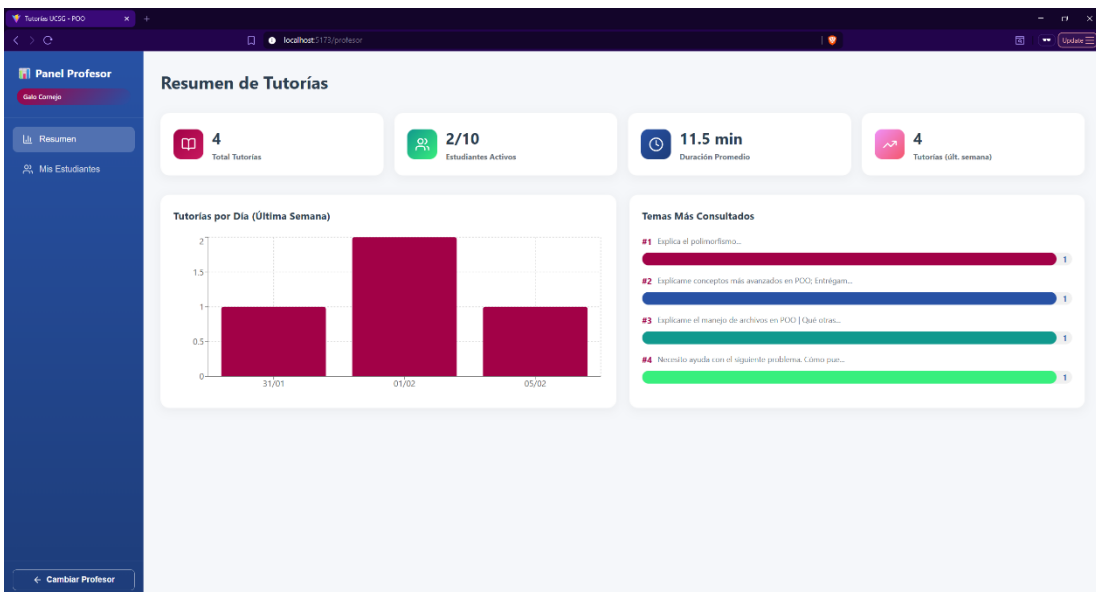 Tutorías UCSG - POO
localhost:5173/profesor
Update
Panel Profesor
Galo Cornejo
Resumen
Mis Estudiantes
Cambiar Profesor
Resumen de Tutorías
4
Total Tutorías
2/10
Estudiantes Activos
11.5 min
Duración Promedio
4
Tutorías (últ. semana)
Tutorías por Día (Última Semana)
2
1.5
1
0.5
0
31/01 01/02 05/02
Temas Más Consultados
#1 Explica el polimorfismo...
1
#2 Explicame conceptos más avanzados en POO; Entrégam...
1
#3 Explicame el manejo de archivos en POO | Qué otras...
1
#4 Necesito ayuda con el siguiente problema. Cómo pue...
1